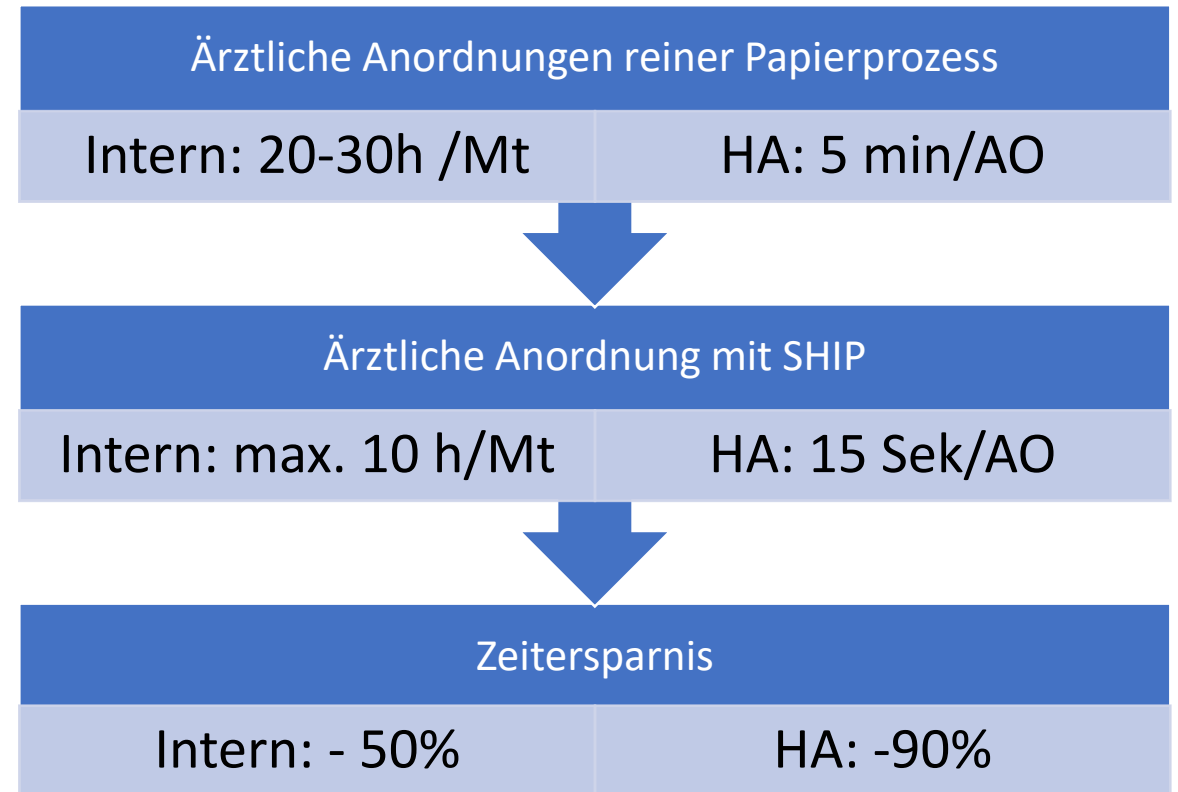 Ärztliche Anordnungen reiner Papierprozess
Intern: 20-30h /Mt
HA: 5 min/AO
Ärztliche Anordnung mit SHIP
Intern: max. 10 h/Mt
HA: 15 Sek/AO
Zeitersparnis
Intern: - 50%
HA: -90%